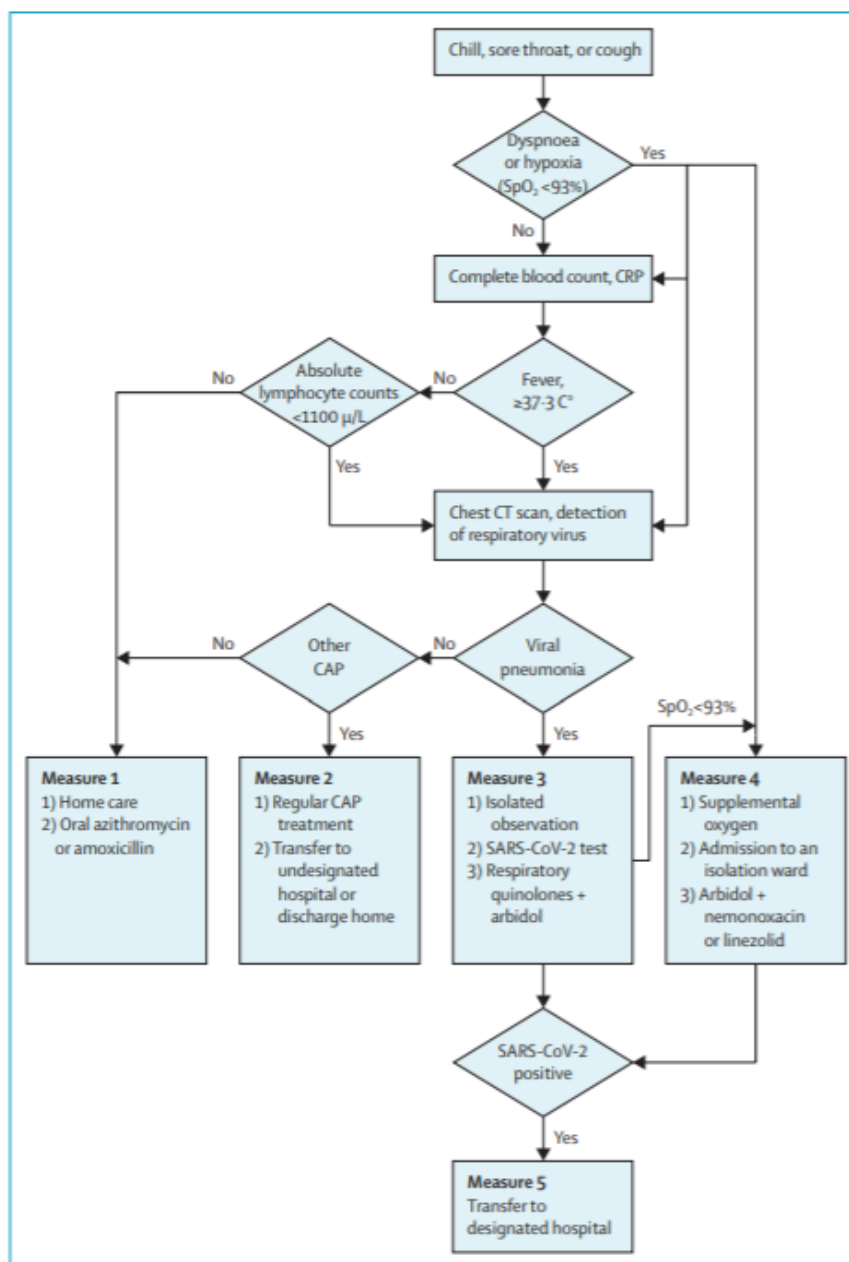 Chill, sore throat, or cough
Dyspnoea
or hypoxia
(SpO₂ <93%)
Yes
No
Complete blood count, CRP
No
Absolute
lymphocyte counts
<1100 μ/L
No
Fever,
≥37·3 C°
Yes
Yes
Chest CT scan, detection
of respiratory virus
No
Other
CAP
No
Viral
pneumonia
SpO₂<93%
Yes
Yes
Measure 1
1) Home care
2) Oral azithromycin
or amoxicillin
Measure 2
1) Regular CAP
treatment
2) Transfer to
undesignated
hospital or
discharge home
Measure 3
1) Isolated
observation
2) SARS-CoV-2 test
3) Respiratory
quinolones +
arbidol
Measure 4
1) Supplemental
oxygen
2) Admission to an
isolation ward
3) Arbidol +
nemonoxacin
or linezolid
SARS-CoV-2
positive
Yes
Measure 5
Transfer to
designated hospital